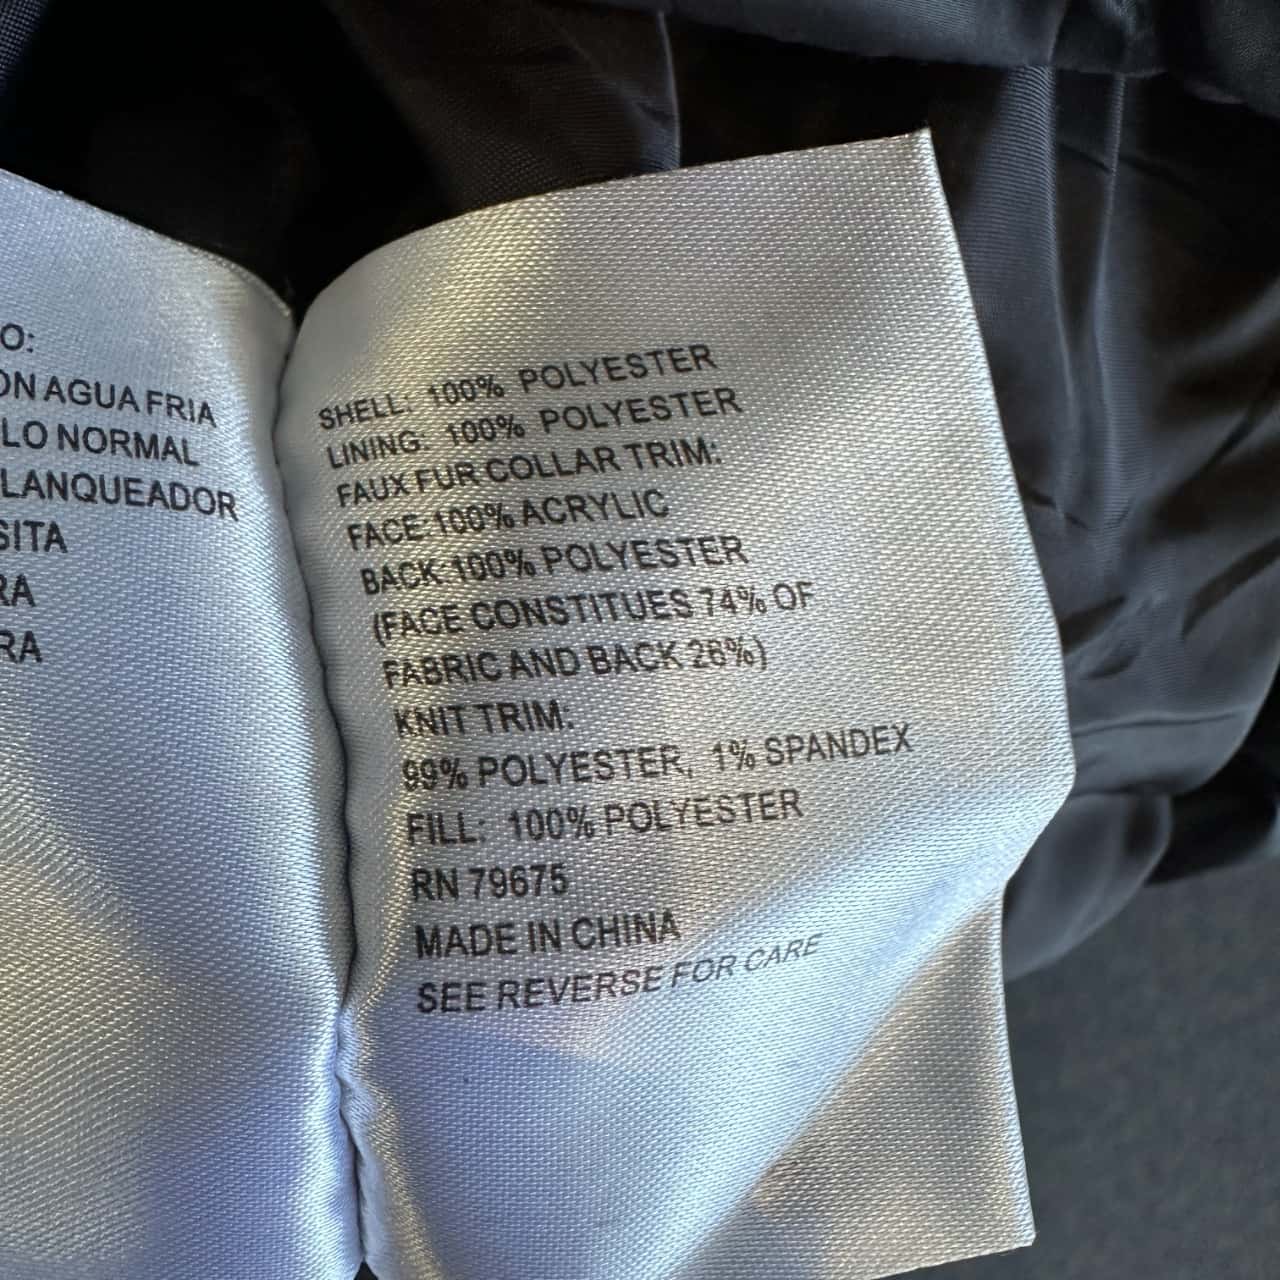 O:
ON AGUA FRIA
LO NORMAL
LANQUEADOR
SITA
RA
RA
SHELL: 100% POLYESTER
LINING: 100% POLYESTER
FAUX FUR COLLAR TRIM:
FACE:100% ACRYLIC
BACK:100% POLYESTER
(FACE CONSTITUES 74% OF
FABRIC AND BACK 26%)
KNIT TRIM:
99% POLYESTER, 1% SPANDEX
FILL: 100% POLYESTER
RN 79675
MADE IN CHINA
SEE REVERSE FOR CARE